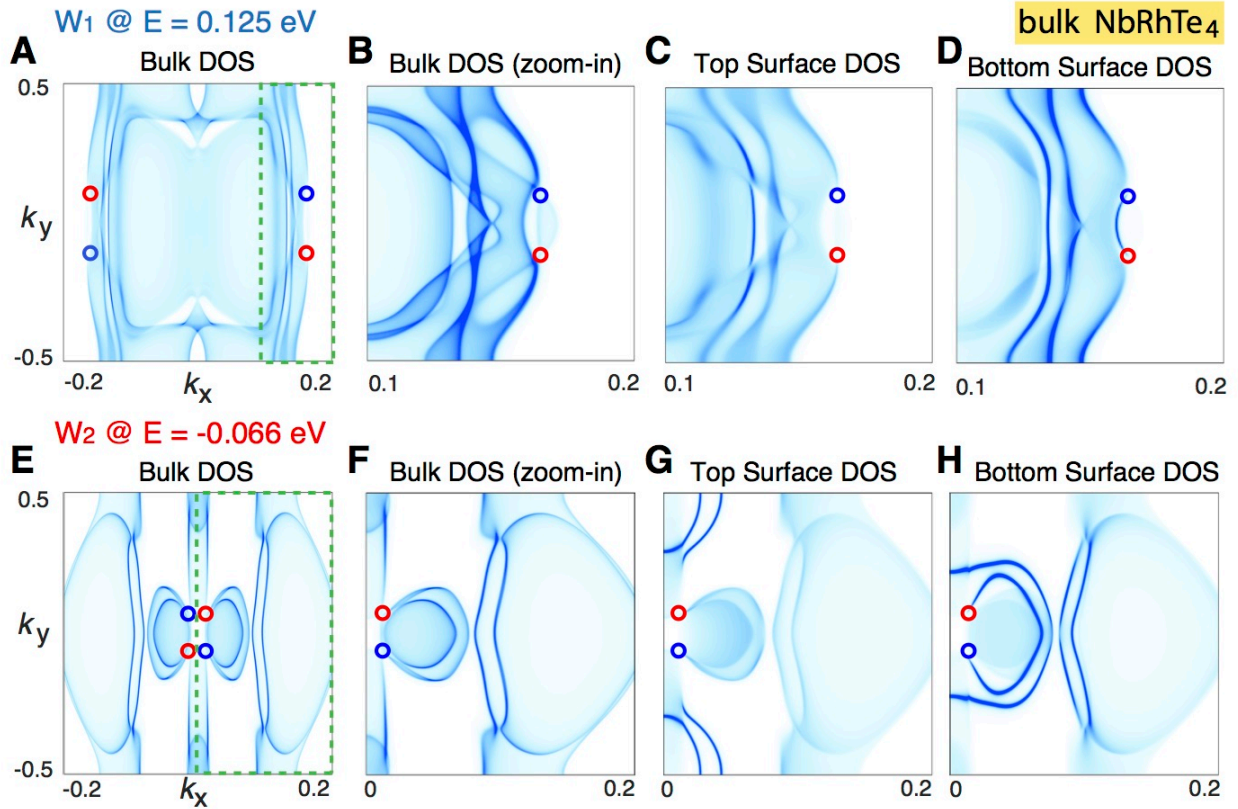 W1 @ E = 0.125 eV
bulk NbRhTe4
A
Bulk DOS
B
Bulk DOS (zoom-in)
C
Top Surface DOS
D
Bottom Surface DOS
0.5
ky
-0.5
-0.2
kx
0.2
0.1
0.2
0.1
0.2
0.1
0.2
W2 @ E = -0.066 eV
E
Bulk DOS
F
Bulk DOS (zoom-in)
G
Top Surface DOS
H
Bottom Surface DOS
0.5
ky
-0.5
-0.2
kx
0.2
0
0.2
0
0.2
0
0.2